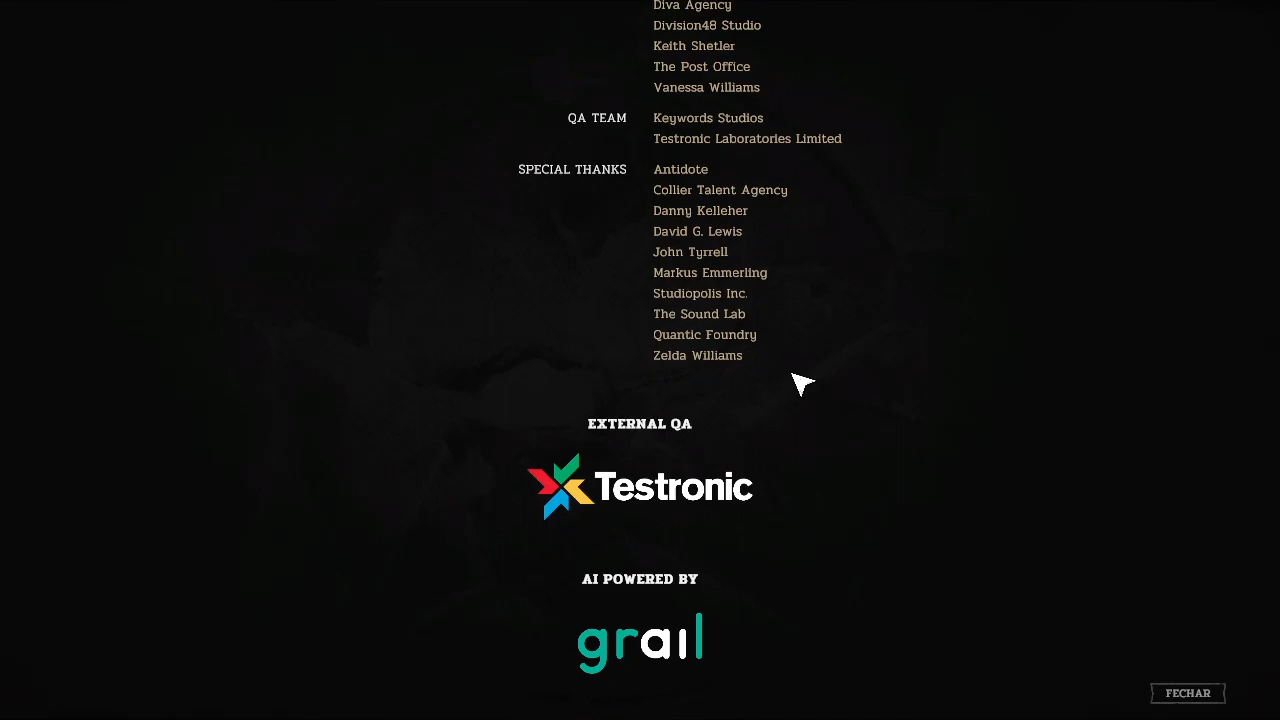 Diva Agency
Division48 Studio
Keith Shetler
The Post Office
Vanessa Williams
QA TEAM Keywords Studios
Testronic Laboratories Limited
SPECIAL THANKS Antidote
Collier Talent Agency
Danny Kelleher
David G. Lewis
John Tyrrell
Markus Emmerling
Studiopolis Inc.
The Sound Lab
Quantic Foundry
Zelda Williams
EXTERNAL QA
Testronic
AI POWERED BY
grail
FECHAR